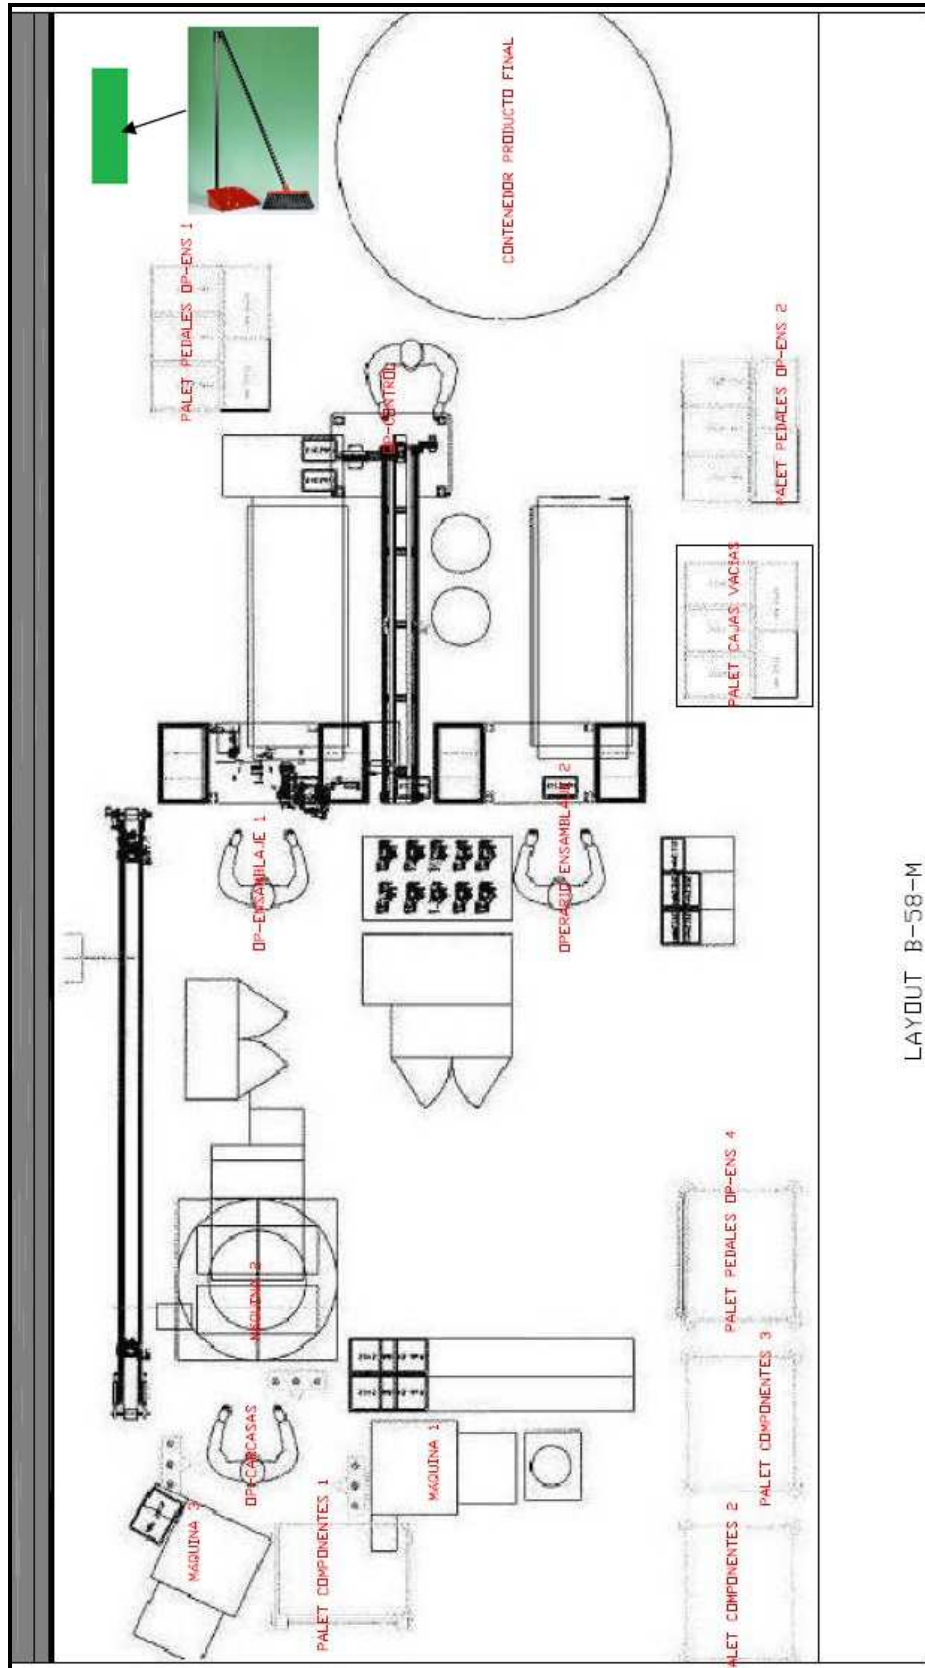 CONTENEDOR PRODUCTO FINAL
PALET PEDALES OP-ENS 1
PALET PEDALES OP-ENS 2
OP-CONTROL
PALET CAJAS VACIAS
OP-ENSAMBLAJE 1
OPERARIO ENSAMBLAJE 2
LAYOUT B-58-M
PALET PEDALES OP-ENS 4
MAQUINA 2
PALET COMPONENTES 3
OP1-CARCASAS
MAQUINA 1
MAQUINA 3
PALET COMPONENTES 1
PALET COMPONENTES 2